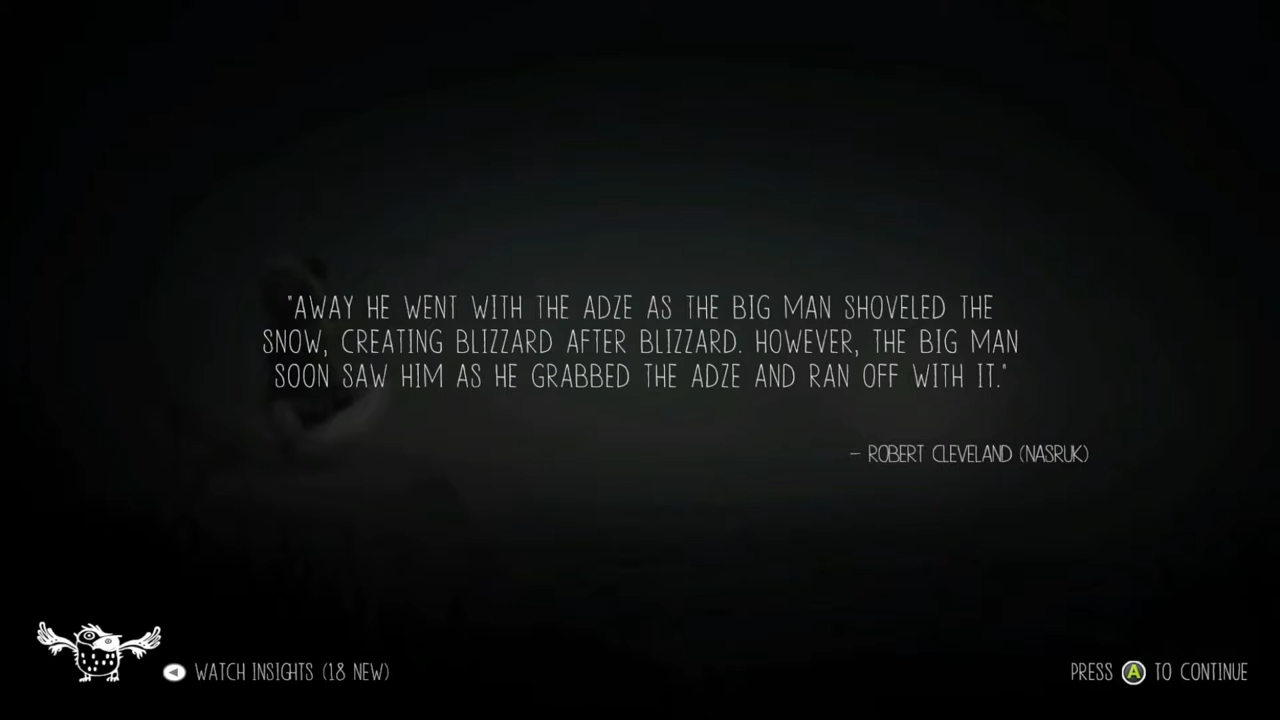 "AWAY HE WENT WITH THE ADZE AS THE BIG MAN SHOVELED THE
SNOW, CREATING BLIZZARD AFTER BLIZZARD. HOWEVER, THE BIG MAN
SOON SAW HIM AS HE GRABBED THE ADZE AND RAN OFF WITH IT."
– ROBERT CLEVELAND (NASRUK)
WATCH INSIGHTS (18 NEW)
PRESS A TO CONTINUE